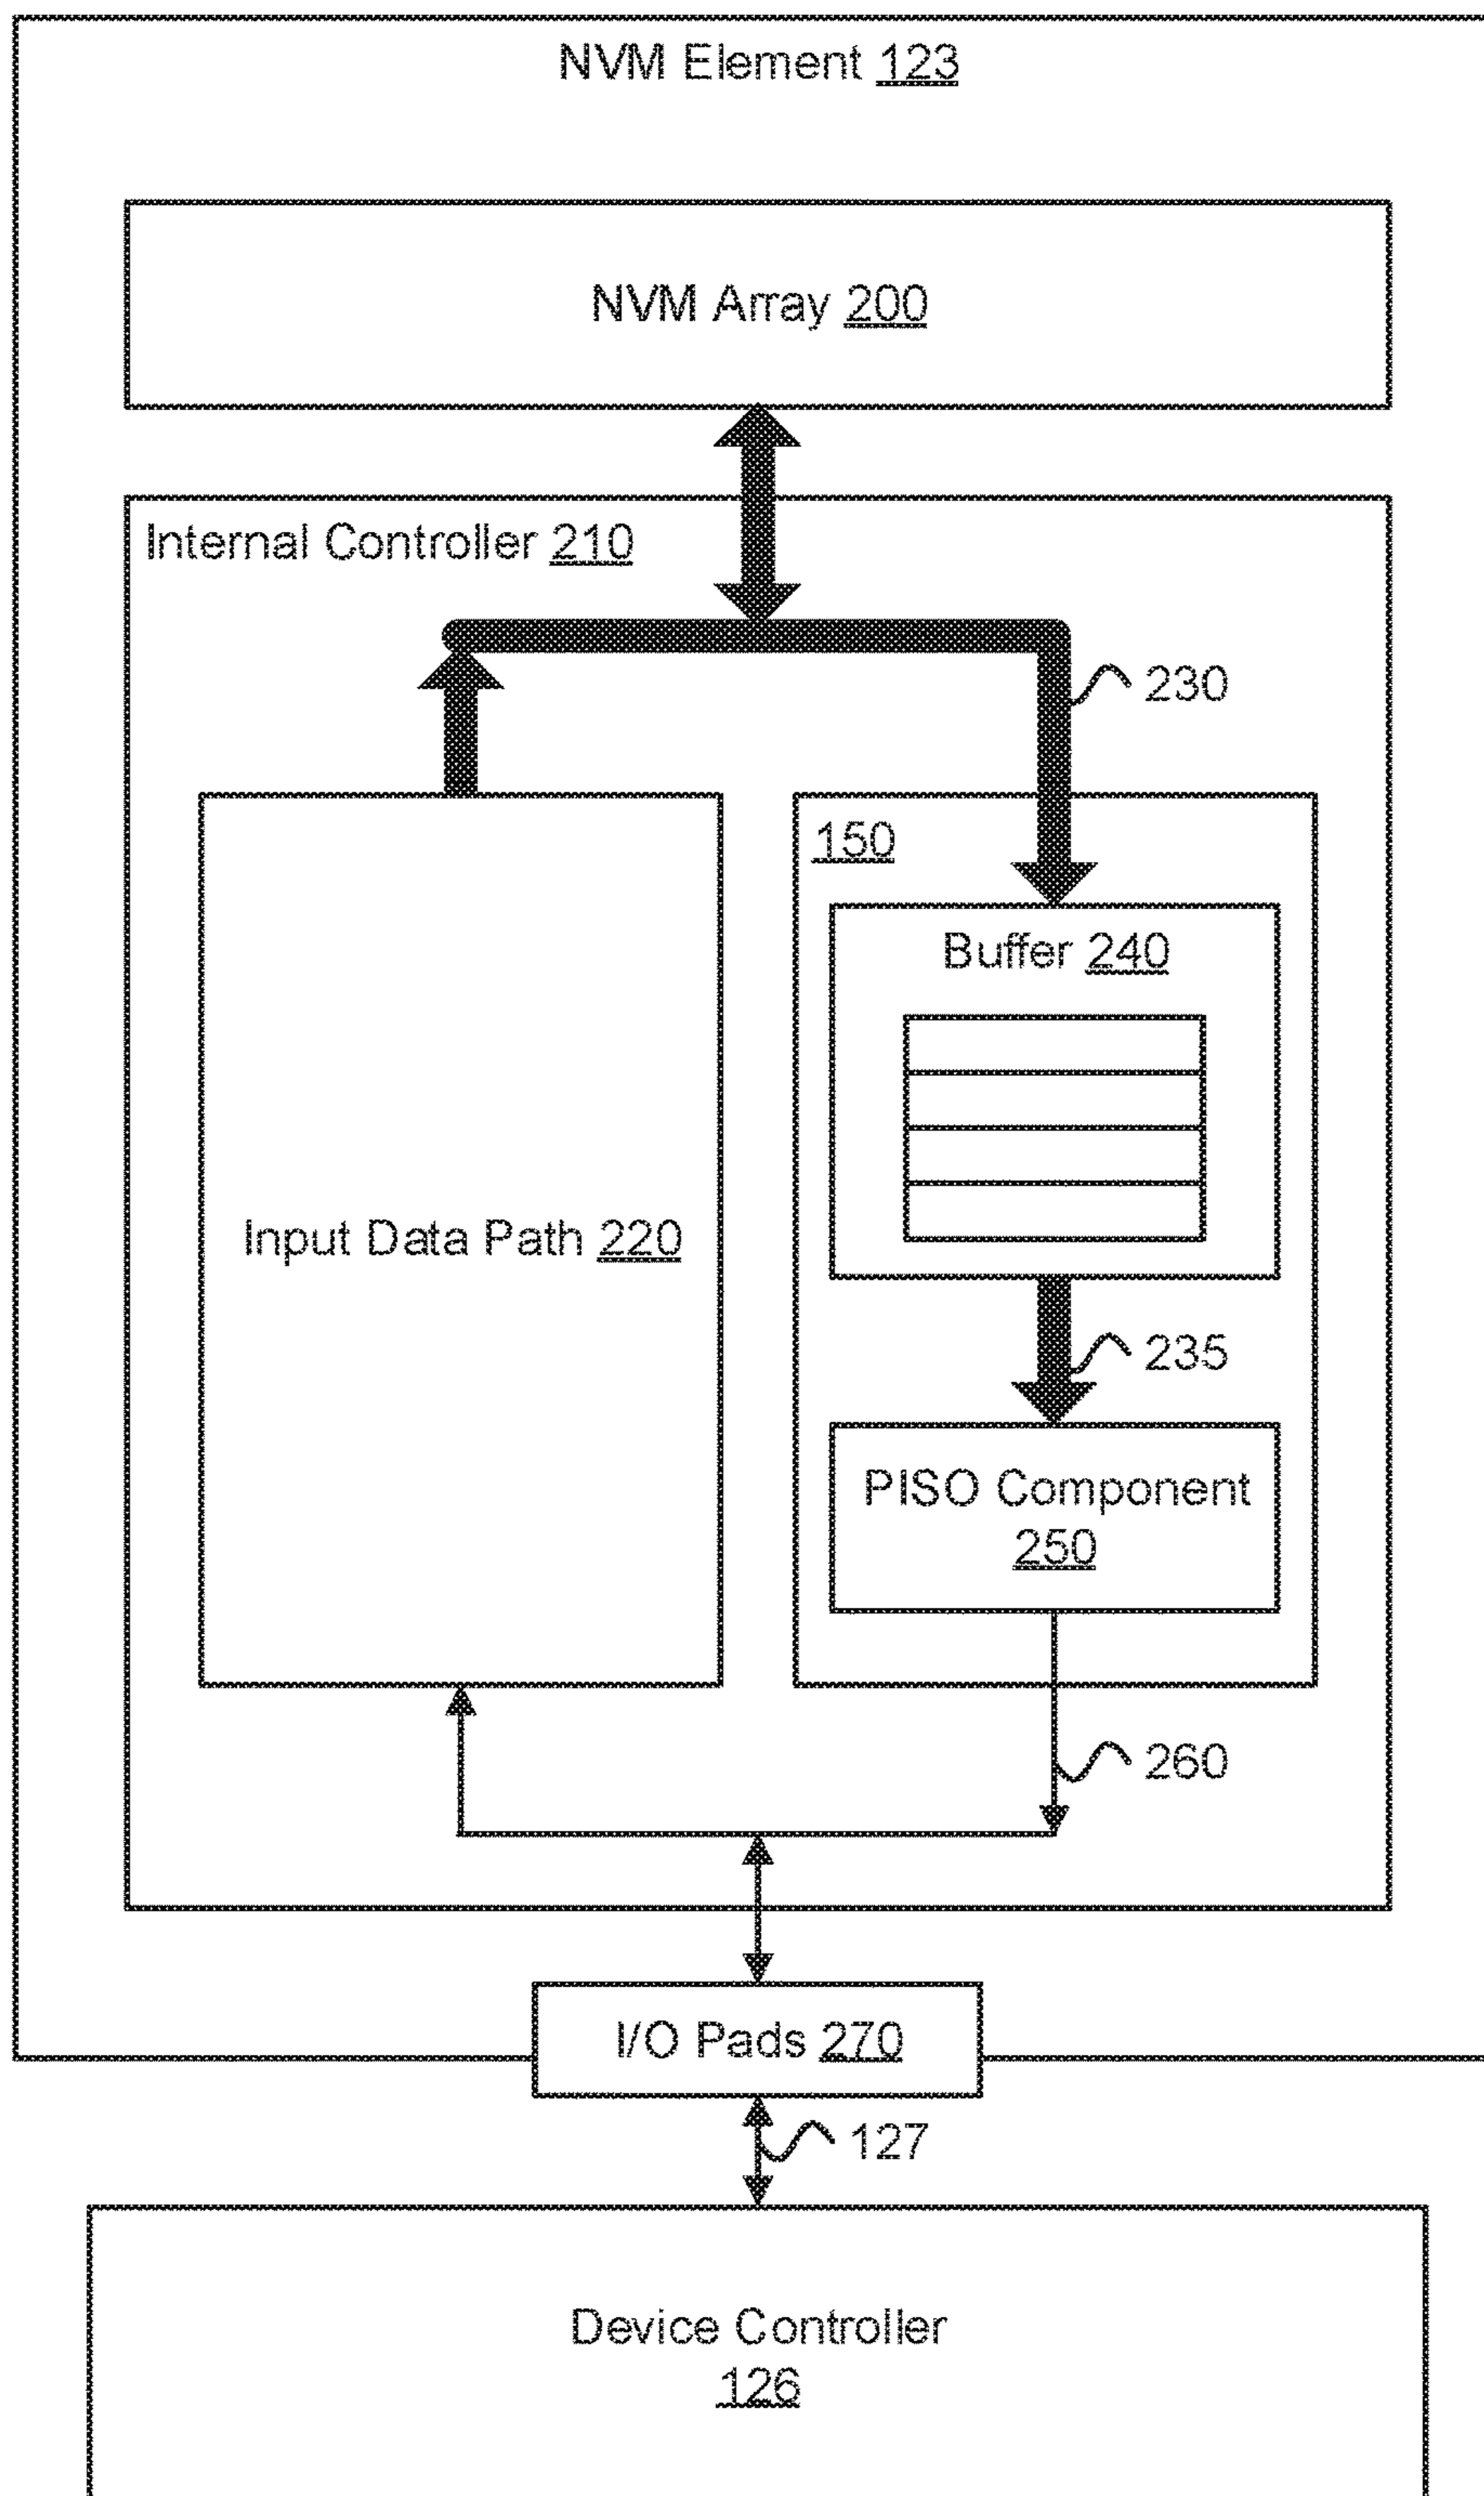 NVM Element 123
NVM Array 200
Internal Controller 210
230
150
Buffer 240
Input Data Path 220
235
PISO Component
250
260
I/O Pads 270
127
Device Controller
126